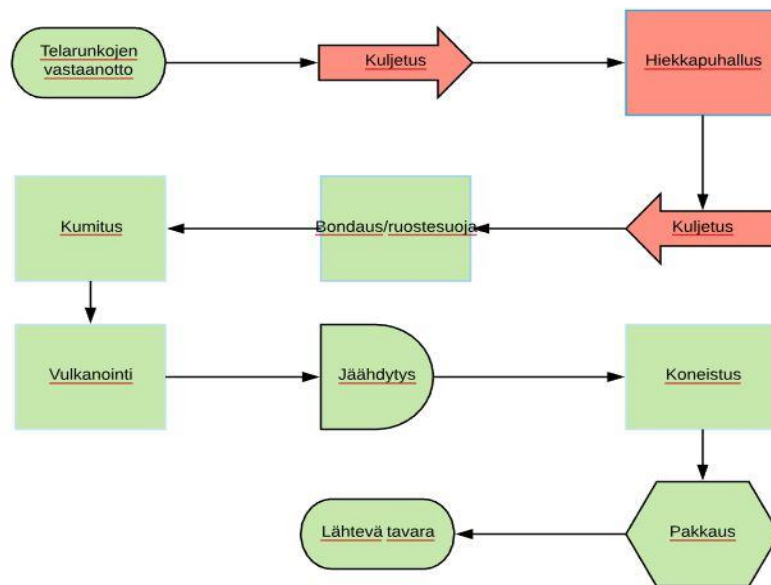 Telarunkojen
vastaanotto
Kuljetus
Hiekkapuhallus
Kuljetus
Bondaus/ruostesuoja
Kumitus
Vulkanointi
Jäähdytys
Koneistus
Pakkaus
Lähtevä tavara